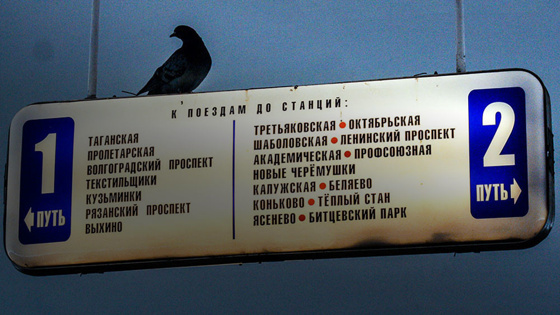 К ПОЕЗДАМ ДО СТАНЦИЙ:
1
ПУТЬ
ТАГАНСКАЯ
ПРОЛЕТАРСКАЯ
ВОЛГОГРАДСКИЙ ПРОСПЕКТ
ТЕКСТИЛЬЩИКИ
КУЗЬМИНКИ
РЯЗАНСКИЙ ПРОСПЕКТ
ВЫХИНО
ТРЕТЬЯКОВСКАЯ • ОКТЯБРЬСКАЯ
ШАБОЛОВСКАЯ • ЛЕНИНСКИЙ ПРОСПЕКТ
АКАДЕМИЧЕСКАЯ • ПРОФСОЮЗНАЯ
НОВЫЕ ЧЕРЁМУШКИ
КАЛУЖСКАЯ • БЕЛЯЕВО
КОНЬКОВО • ТЁПЛЫЙ СТАН
ЯСЕНЕВО • БИТЦЕВСКИЙ ПАРК
2
ПУТЬ